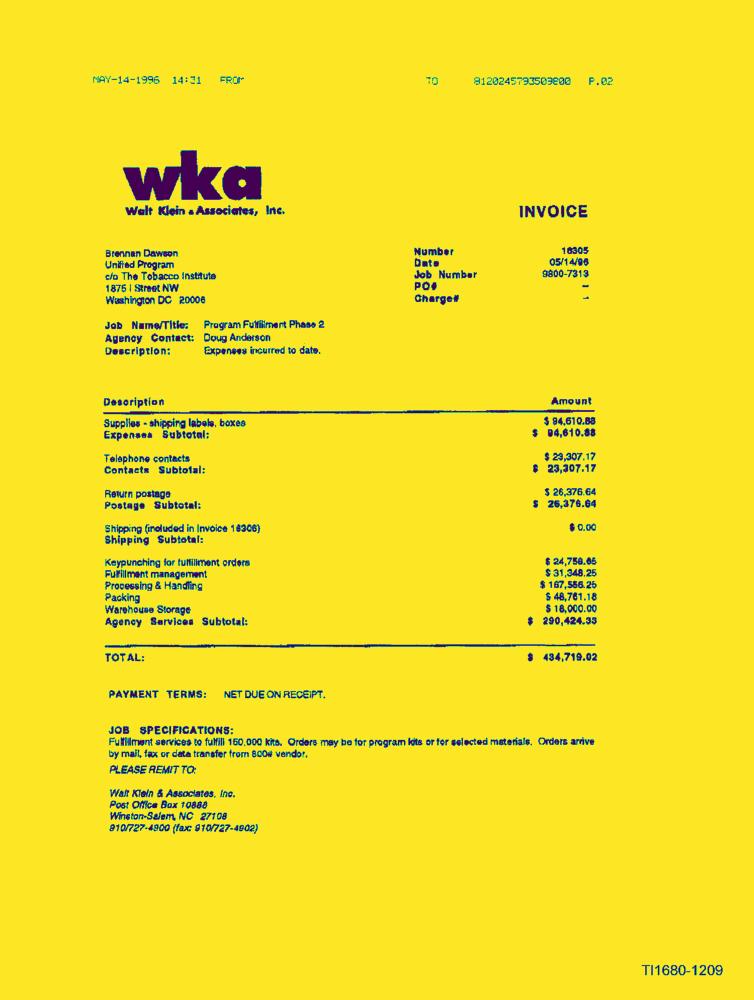 MAY-14-1996 14:31 FROM TO 8120245793509800 P.02
wka
Walt Klein & Associates, Inc.
INVOICE
Brennan Dawson
Unified Program
c/o The Tobacco Institute
1875 I Street NW
Washington DC 20006
Number 16305
Date 05/14/96
Job Number 9800-7313
PO# --
Charge# --
Job Name/Title: Program Fulfillment Phase 2
Agency Contact: Doug Anderson
Description: Expenses incurred to date.
Description Amount
Supplies - shipping labels, boxes $ 94,610.88
Expenses Subtotal: $ 94,610.88
Telephone contacts $ 23,307.17
Contacts Subtotal: $ 23,307.17
Return postage $ 26,376.64
Postage Subtotal: $ 26,376.64
Shipping (included in Invoice 16306) $ 0.00
Shipping Subtotal:
Keypunching for fulfillment orders $ 24,758.65
Fulfillment management $ 31,348.25
Processing & Handling $ 167,556.25
Packing $ 48,761.18
Warehouse Storage $ 18,000.00
Agency Services Subtotal: $ 290,424.33
TOTAL: $ 434,719.02
PAYMENT TERMS: NET DUE ON RECEIPT.
JOB SPECIFICATIONS:
Fulfillment services to fulfill 150,000 kits. Orders may be for program kits or for selected materials. Orders arrive
by mail, fax or data transfer from 800# vendor.
PLEASE REMIT TO:
Walt Klein & Associates, Inc.
Post Office Box 10888
Winston-Salem, NC 27108
910/727-4900 (fax: 910/727-4902)
TI1680-1209